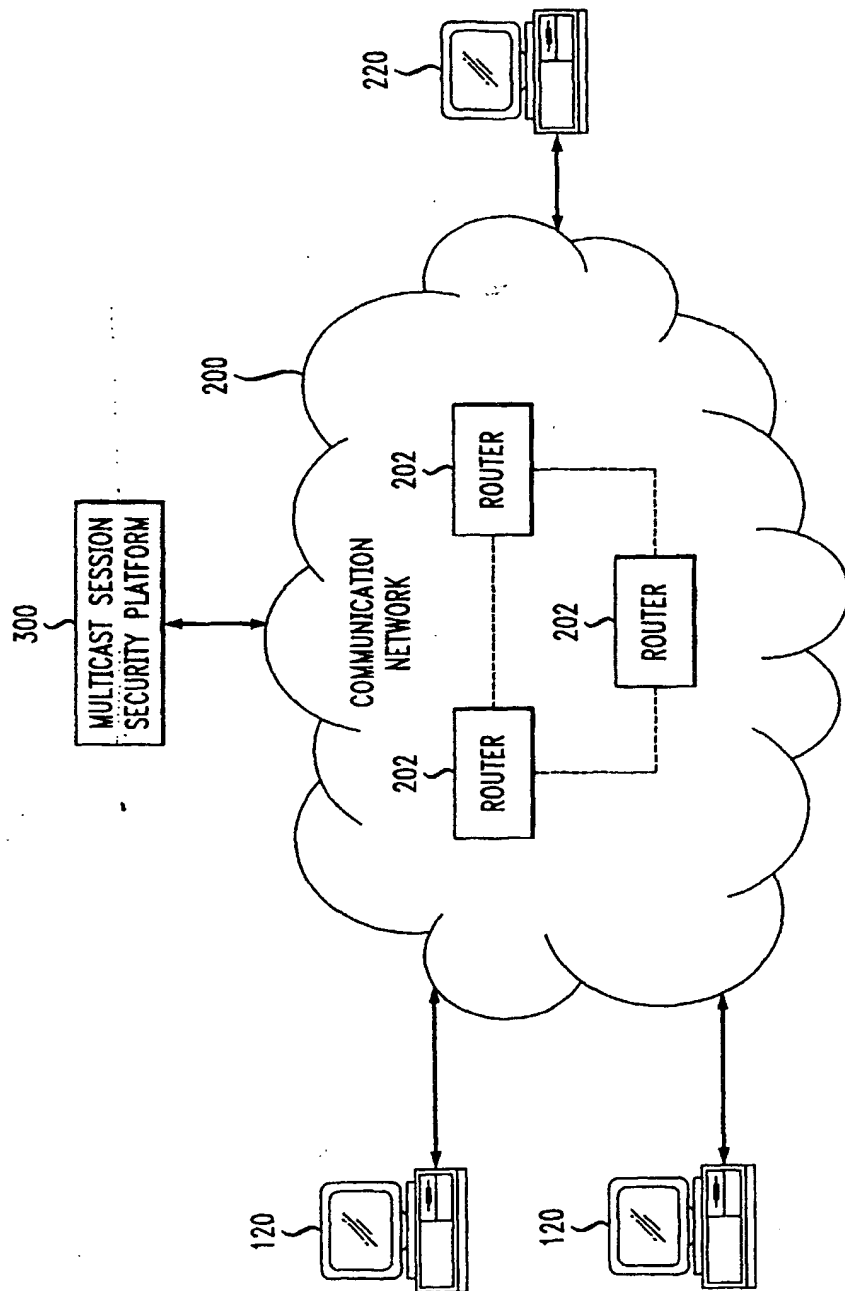 300
MULTICAST SESSION
SECURITY PLATFORM
200
COMMUNICATION
NETWORK
202
ROUTER
202
ROUTER
202
ROUTER
120
120
220